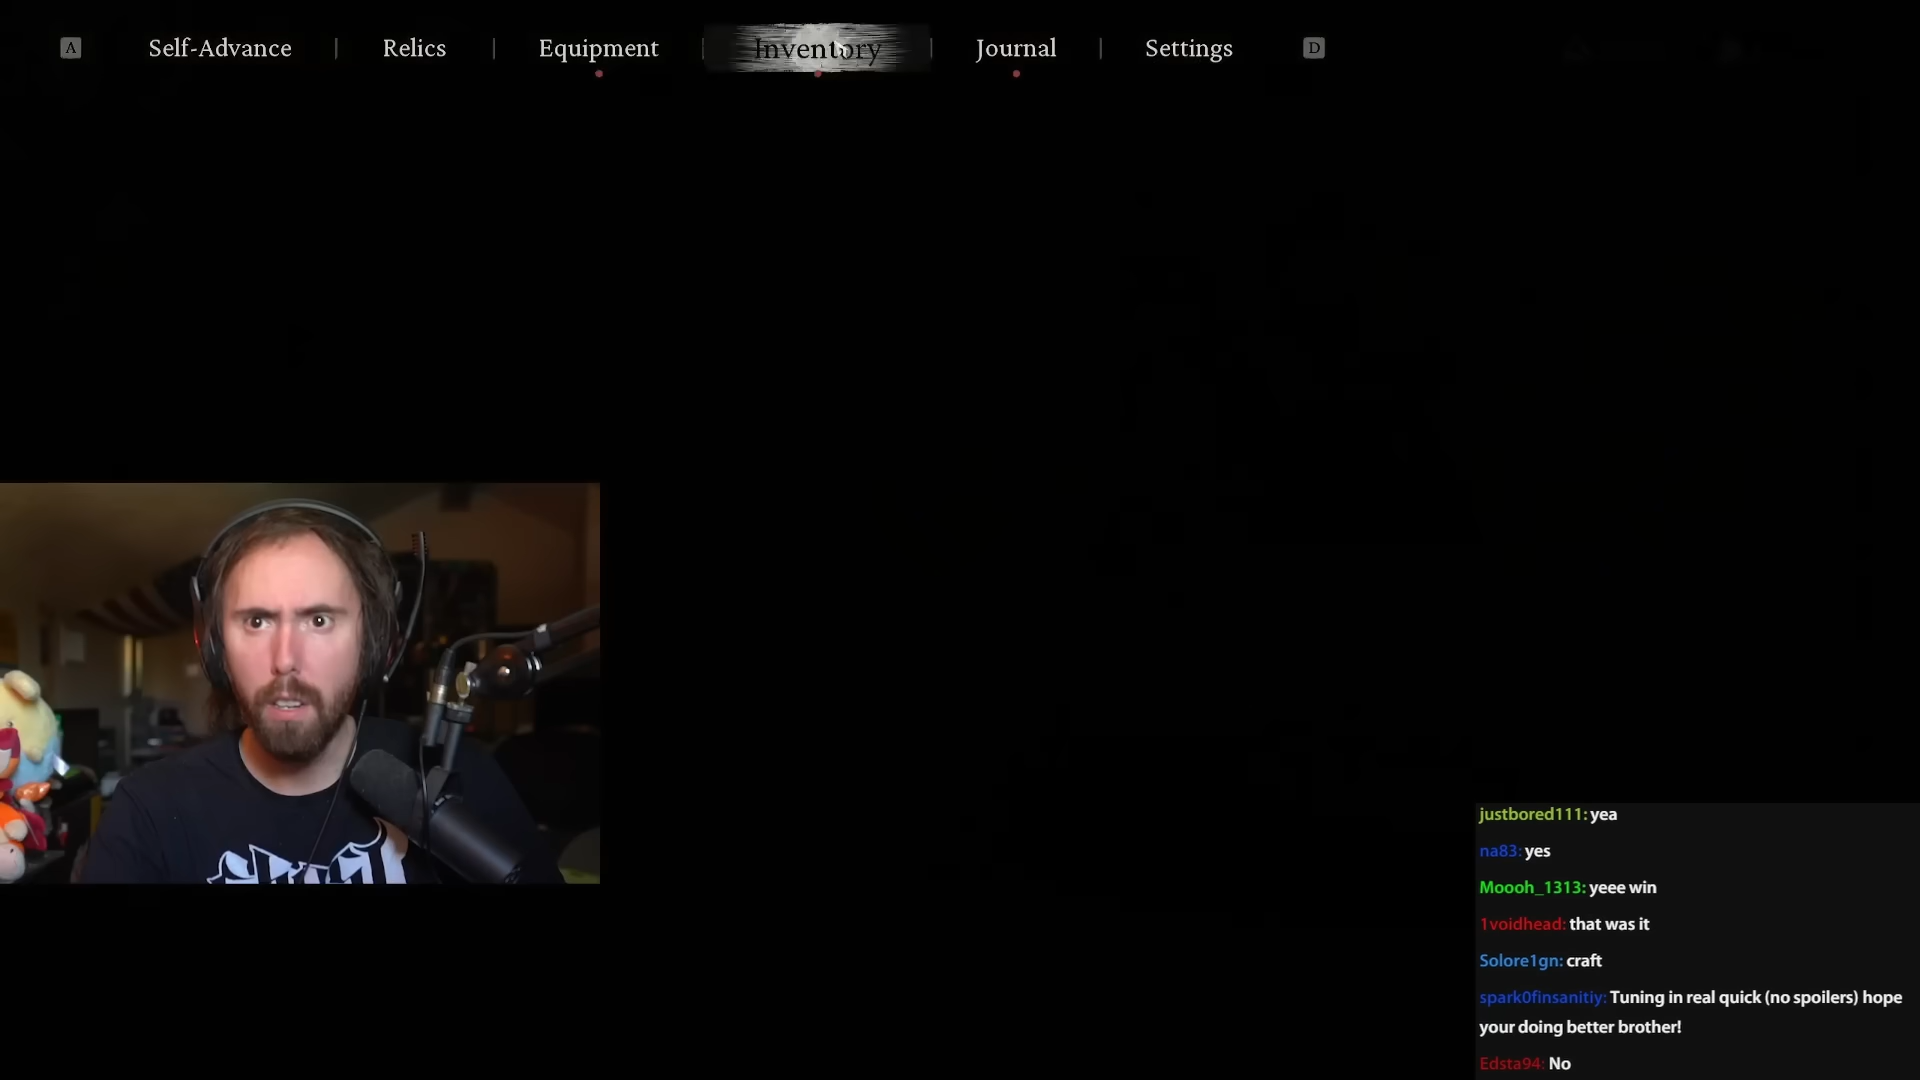 A Self-Advance Relics Equipment Inventory Journal Settings D
justbored111: yea
na83: yes
Moooh_1313: yeee win
1voidhead: that was it
Solore1gn: craft
spark0finsanitiy: Tuning in real quick (no spoilers) hope
your doing better brother!
Edsta94: No